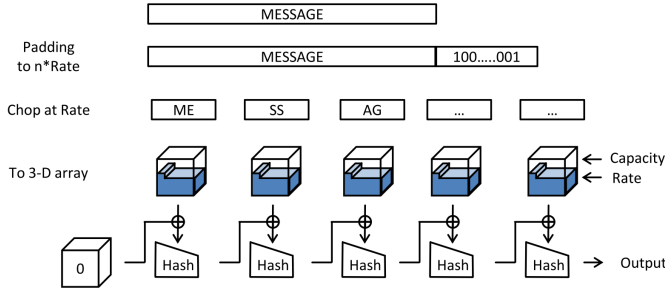 MESSAGE
Padding
to n*Rate
MESSAGE
100.....001
Chop at Rate
ME
SS
AG
...
...
To 3-D array
Capacity
Rate
0
Hash
Hash
Hash
Hash
Hash
Output